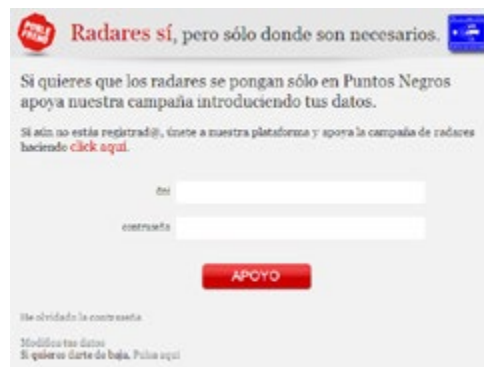 DOBLE
FRENO
Radares sí, pero sólo donde son necesarios.
Si quieres que los radares se pongan sólo en Puntos Negros
apoya nuestra campaña introduciendo tus datos.
Si aún no estás registrad@, únete a nuestra plataforma y apoya la campaña de radares
haciendo click aquí.
dni
contraseña
APOYO
He olvidado la contraseña
Modifica tus datos
Si quieres darte de baja, Pulsa aquí